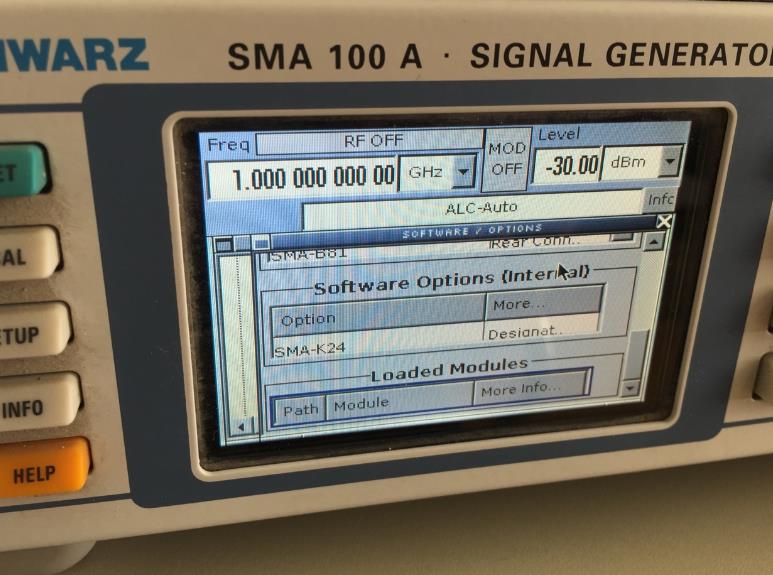 HWARZ SMA 100 A · SIGNAL GENERATO
Freq RF OFF MOD OFF Level
1.000 000 000 00 GHz -30.00 dBm
ALC-Auto Info
SOFTWARE / OPTIONS
SMA-B81 Rear Conn..
Software Options (Internal)
Option More...
SMA-K24 Designat..
Loaded Modules
Path Module More Info...
ET
AL
ETUP
INFO
HELP